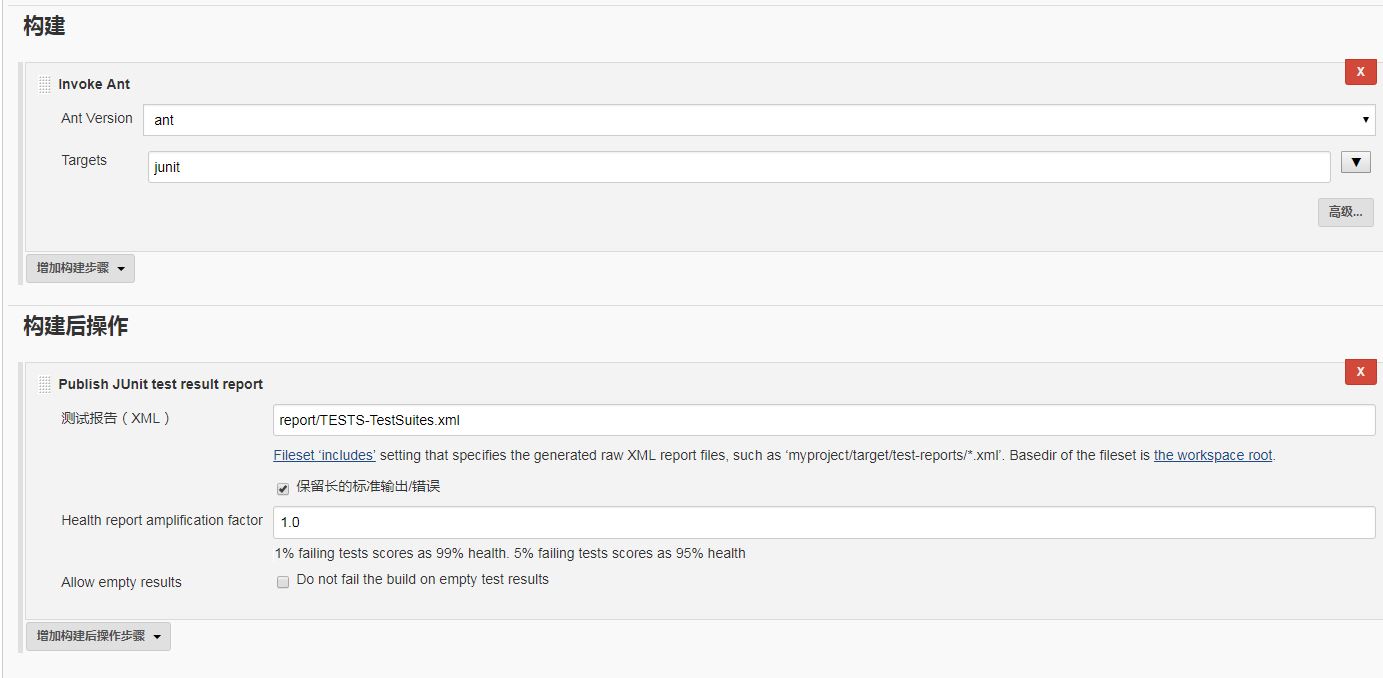 构建
Invoke Ant
X
Ant Version
ant
Targets
junit
高级...
增加构建步骤
构建后操作
Publish JUnit test result report
X
测试报告（XML）
report/TESTS-TestSuites.xml
Fileset ‘includes’ setting that specifies the generated raw XML report files, such as ‘myproject/target/test-reports/*.xml’. Basedir of the fileset is the workspace root.
保留长的标准输出/错误
Health report amplification factor
1.0
1% failing tests scores as 99% health. 5% failing tests scores as 95% health
Allow empty results
Do not fail the build on empty test results
增加构建后操作步骤